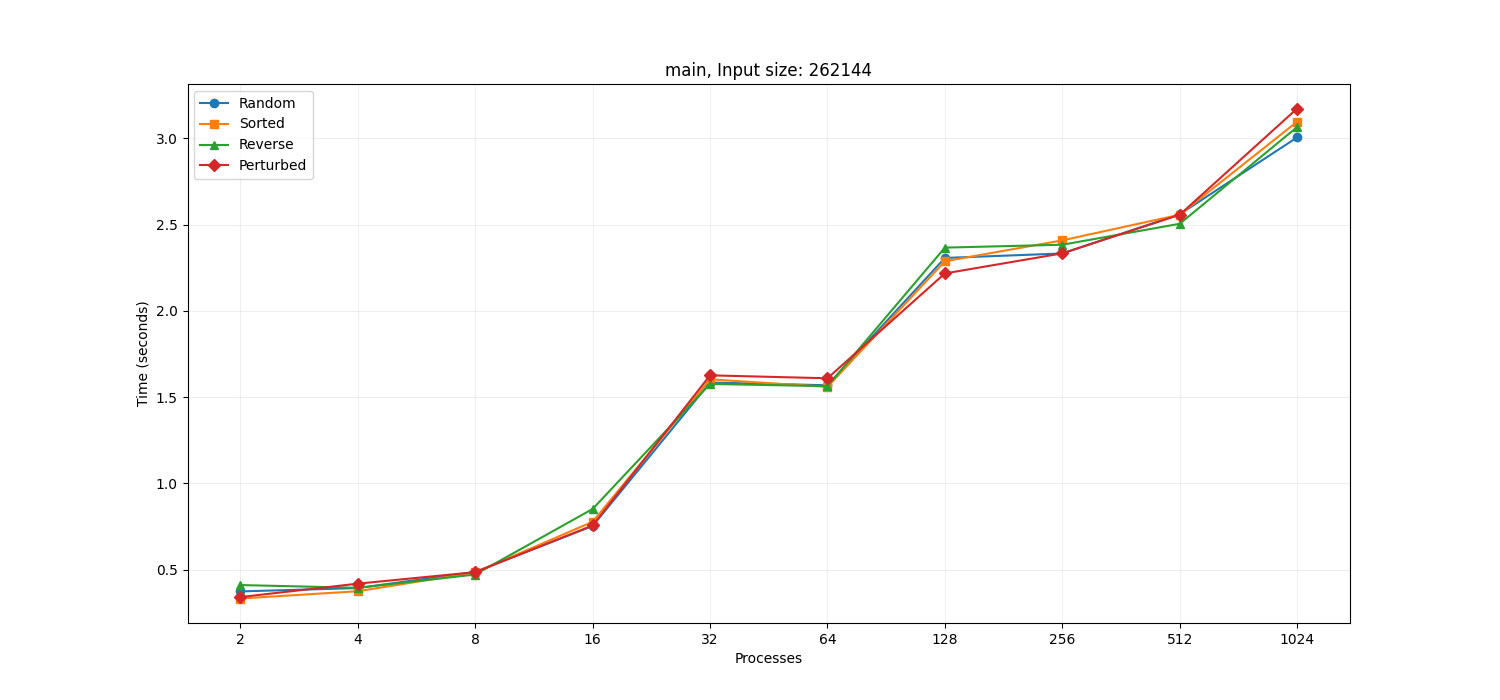 main, Input size: 262144
Random
Sorted
Reverse
Perturbed
3.0
2.5
2.0
1.5
1.0
0.5
Time (seconds)
2 4 8 16 32 64 128 256 512 1024
Processes